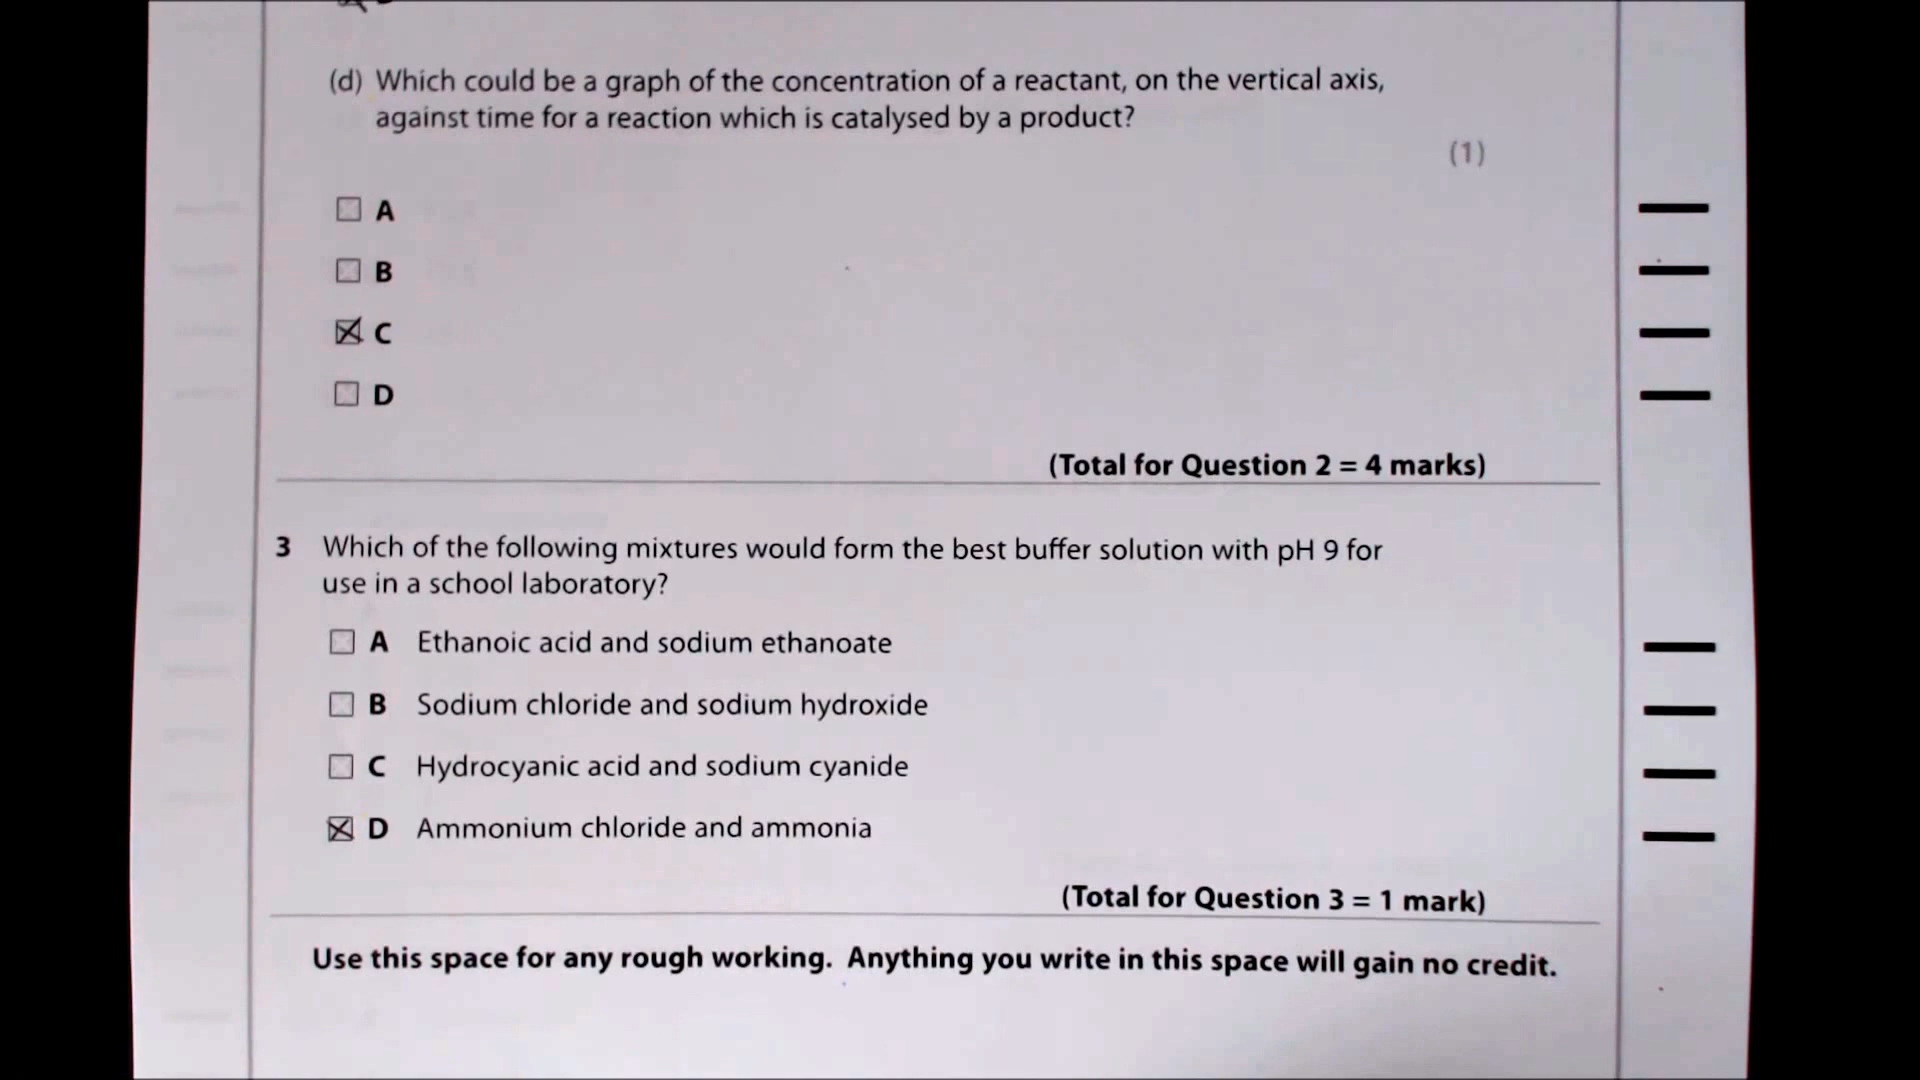 (d) Which could be a graph of the concentration of a reactant, on the vertical axis,
against time for a reaction which is catalysed by a product?
(1)
A
B
C
D
(Total for Question 2 = 4 marks)
3 Which of the following mixtures would form the best buffer solution with pH 9 for
use in a school laboratory?
A Ethanoic acid and sodium ethanoate
B Sodium chloride and sodium hydroxide
C Hydrocyanic acid and sodium cyanide
D Ammonium chloride and ammonia
(Total for Question 3 = 1 mark)
Use this space for any rough working. Anything you write in this space will gain no credit.